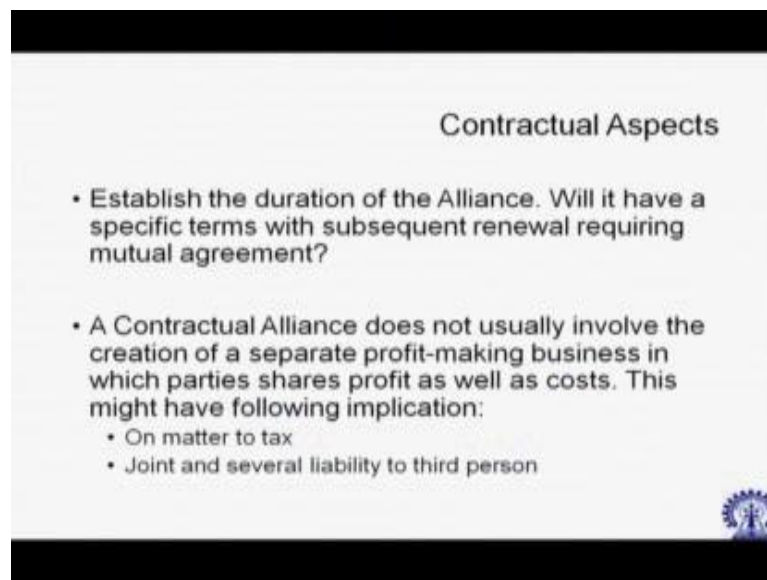 Contractual Aspects
• Establish the duration of the Alliance. Will it have a
specific terms with subsequent renewal requiring
mutual agreement?
• A Contractual Alliance does not usually involve the
creation of a separate profit-making business in
which parties shares profit as well as costs. This
might have following implication:
• On matter to tax
• Joint and several liability to third person